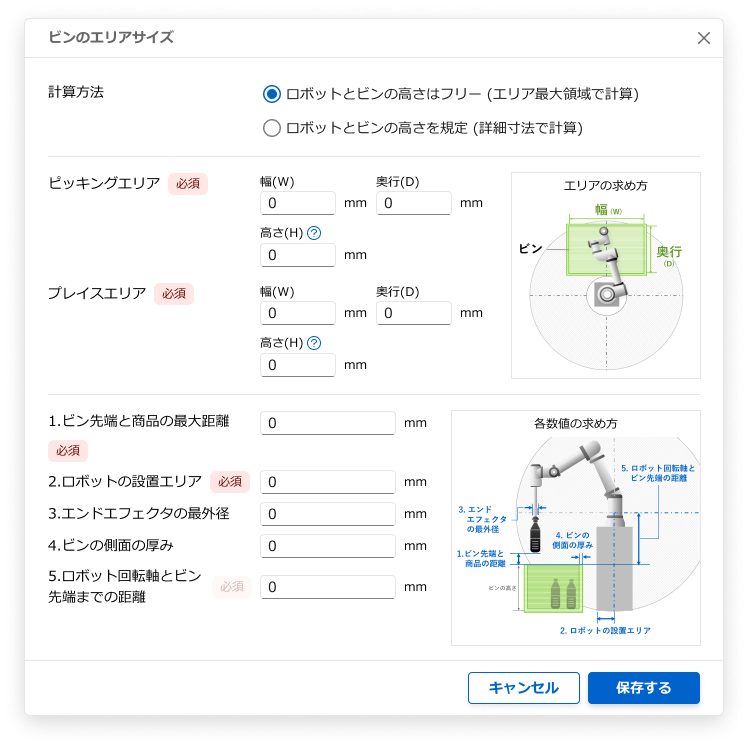 ビンのエリアサイズ
計算方法
ロボットとビンの高さはフリー (エリア最大領域で計算)
ロボットとビンの高さを規定 (詳細寸法で計算)
ピッキングエリア 必須
幅(W) 奥行(D)
0 mm 0 mm
高さ(H) ?
0 mm
プレイスエリア 必須
幅(W) 奥行(D)
0 mm 0 mm
高さ(H) ?
0 mm
エリアの求め方
幅(W)
ビン
奥行
(D)
1.ビン先端と商品の最大距離
必須
0 mm
2.ロボットの設置エリア 必須
0 mm
3.エンドエフェクタの最外径
0 mm
4.ビンの側面の厚み
0 mm
5.ロボット回転軸とビン
先端までの距離
必須
0 mm
各数値の求め方
5. ロボット回転軸と
ビン先端の距離
3. エンド
エフェクタ
の最外径
4. ビンの
側面の厚み
1.ビン先端と
商品の距離
ビンの高さ
2. ロボットの設置エリア
キャンセル
保存する